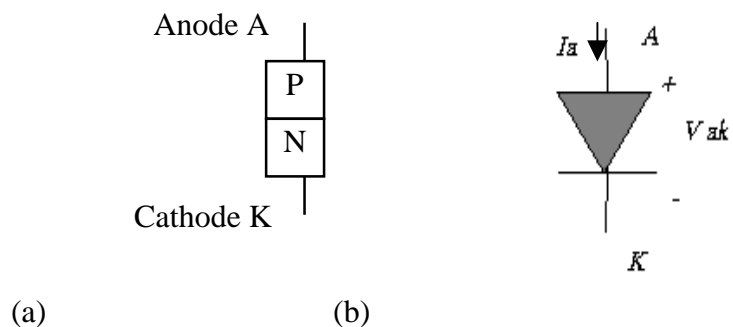 Anode A
P
N
Cathode K
Ia
A
+
Vak
-
K
(a)
(b)